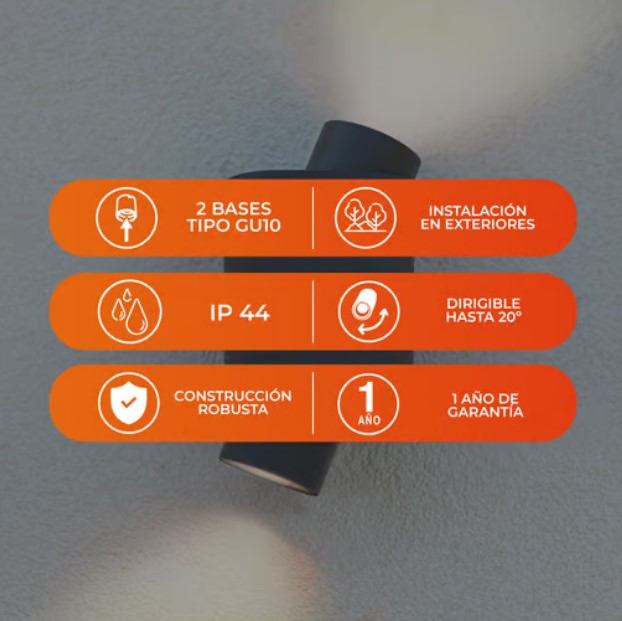 2 BASES
TIPO GU10
INSTALACIÓN
EN EXTERIORES
IP 44
DIRIGIBLE
HASTA 20º
CONSTRUCCIÓN
ROBUSTA
1
AÑO
1 AÑO DE
GARANTÍA